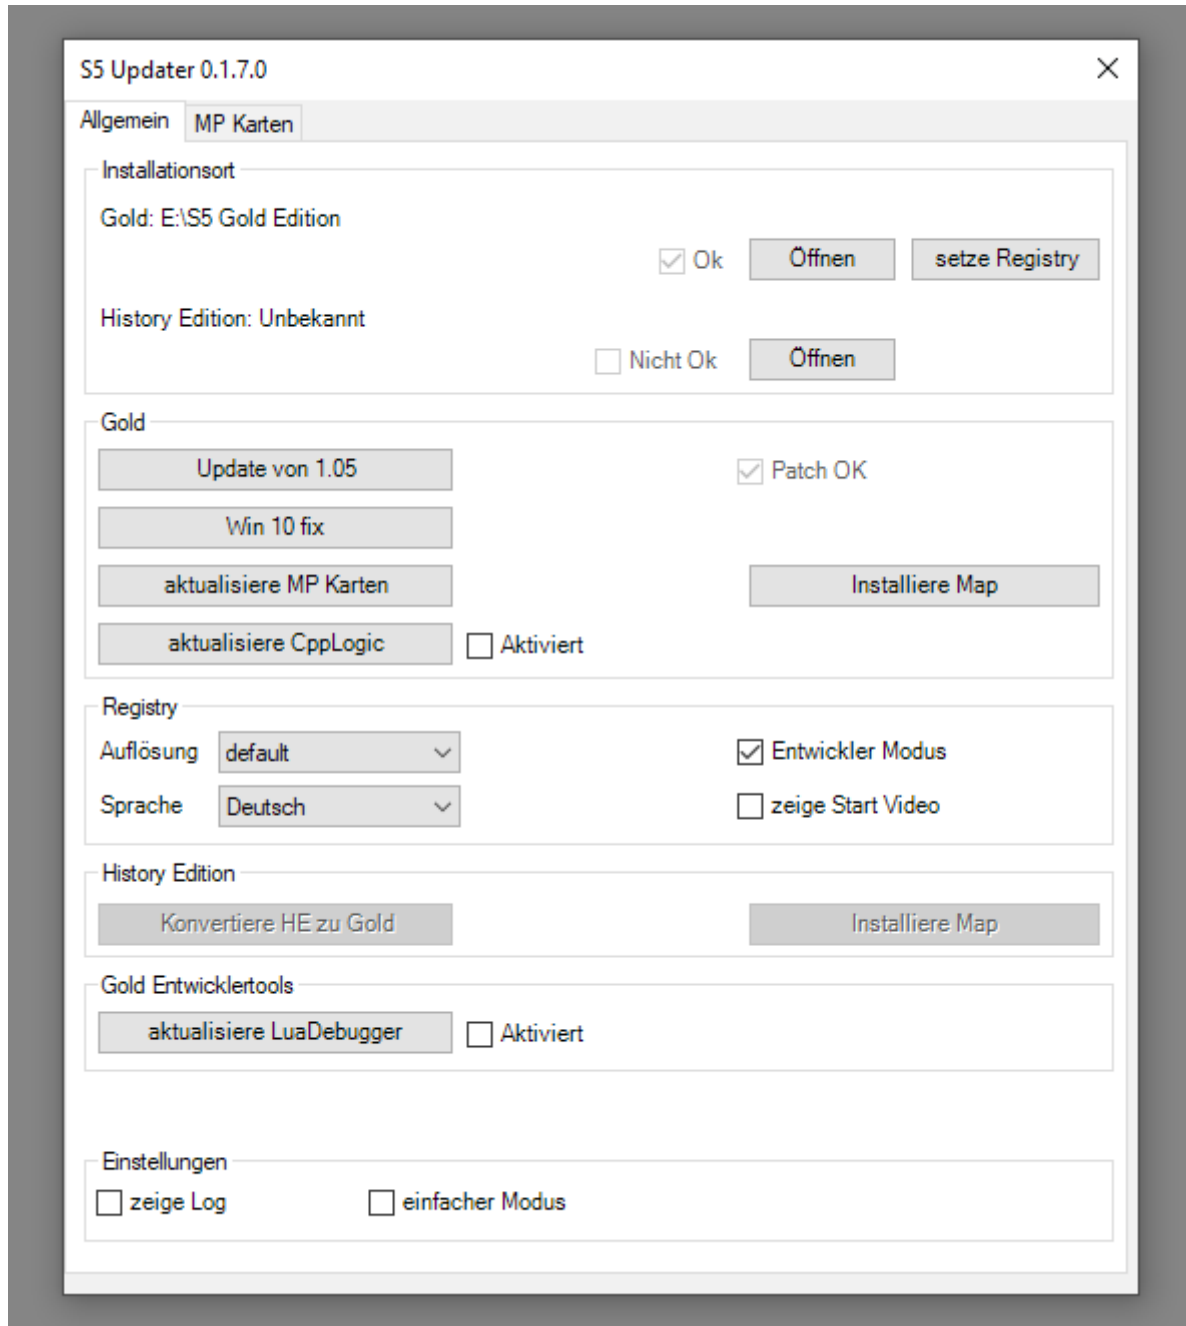 S5 Updater 0.1.7.0
Allgemein MP Karten
Installationsort
Gold: E:\S5 Gold Edition
Ok Öffnen setze Registry
History Edition: Unbekannt
Nicht Ok Öffnen
Gold
Update von 1.05 Patch OK
Win 10 fix
aktualisiere MP Karten Installiere Map
aktualisiere CppLogic Aktiviert
Registry
Auflösung default Entwickler Modus
Sprache Deutsch zeige Start Video
History Edition
Konvertiere HE zu Gold Installiere Map
Gold Entwicklertools
aktualisiere LuaDebugger Aktiviert
Einstellungen
zeige Log einfacher Modus